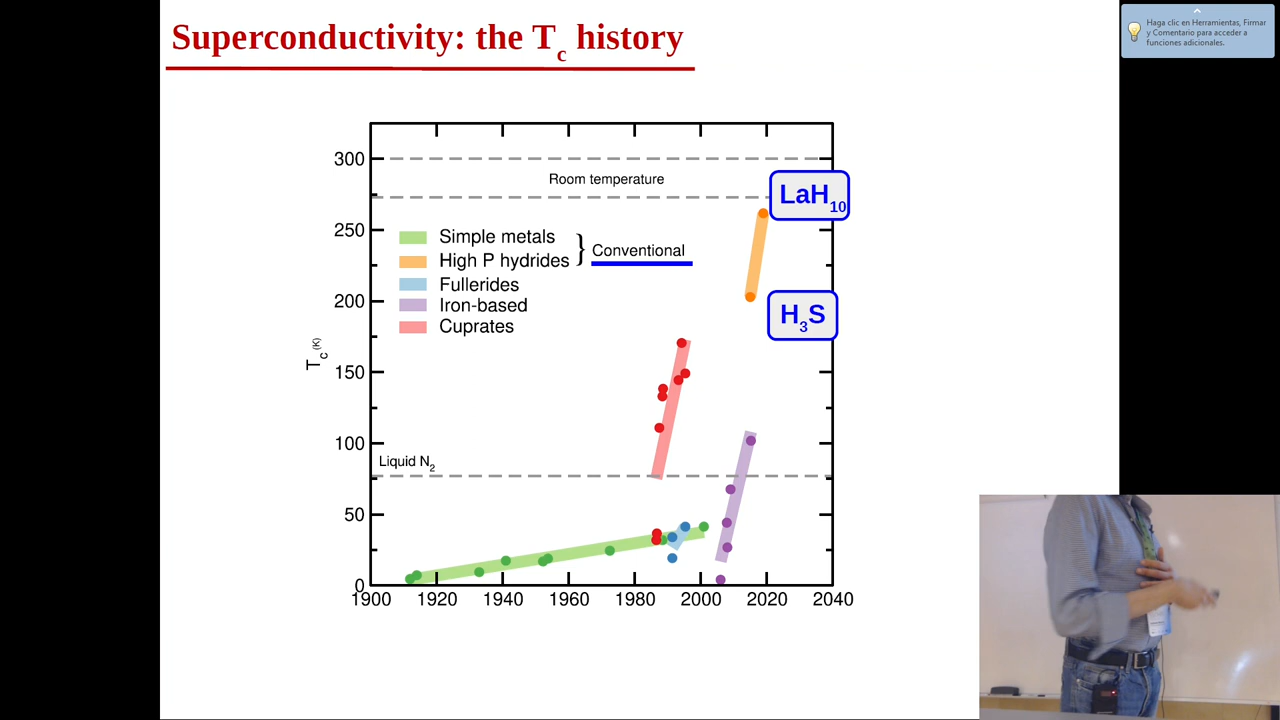 Superconductivity: the Tc history
Haga clic en Herramientas, Firmar
y Comentario para acceder a
funciones adicionales.
300
Room temperature
LaH10
250
Simple metals
High P hydrides
} Conventional
Fullerides
Iron-based
Cuprates
200
H3S
Tc (K)
150
100
Liquid N2
50
0
1900 1920 1940 1960 1980 2000 2020 2040